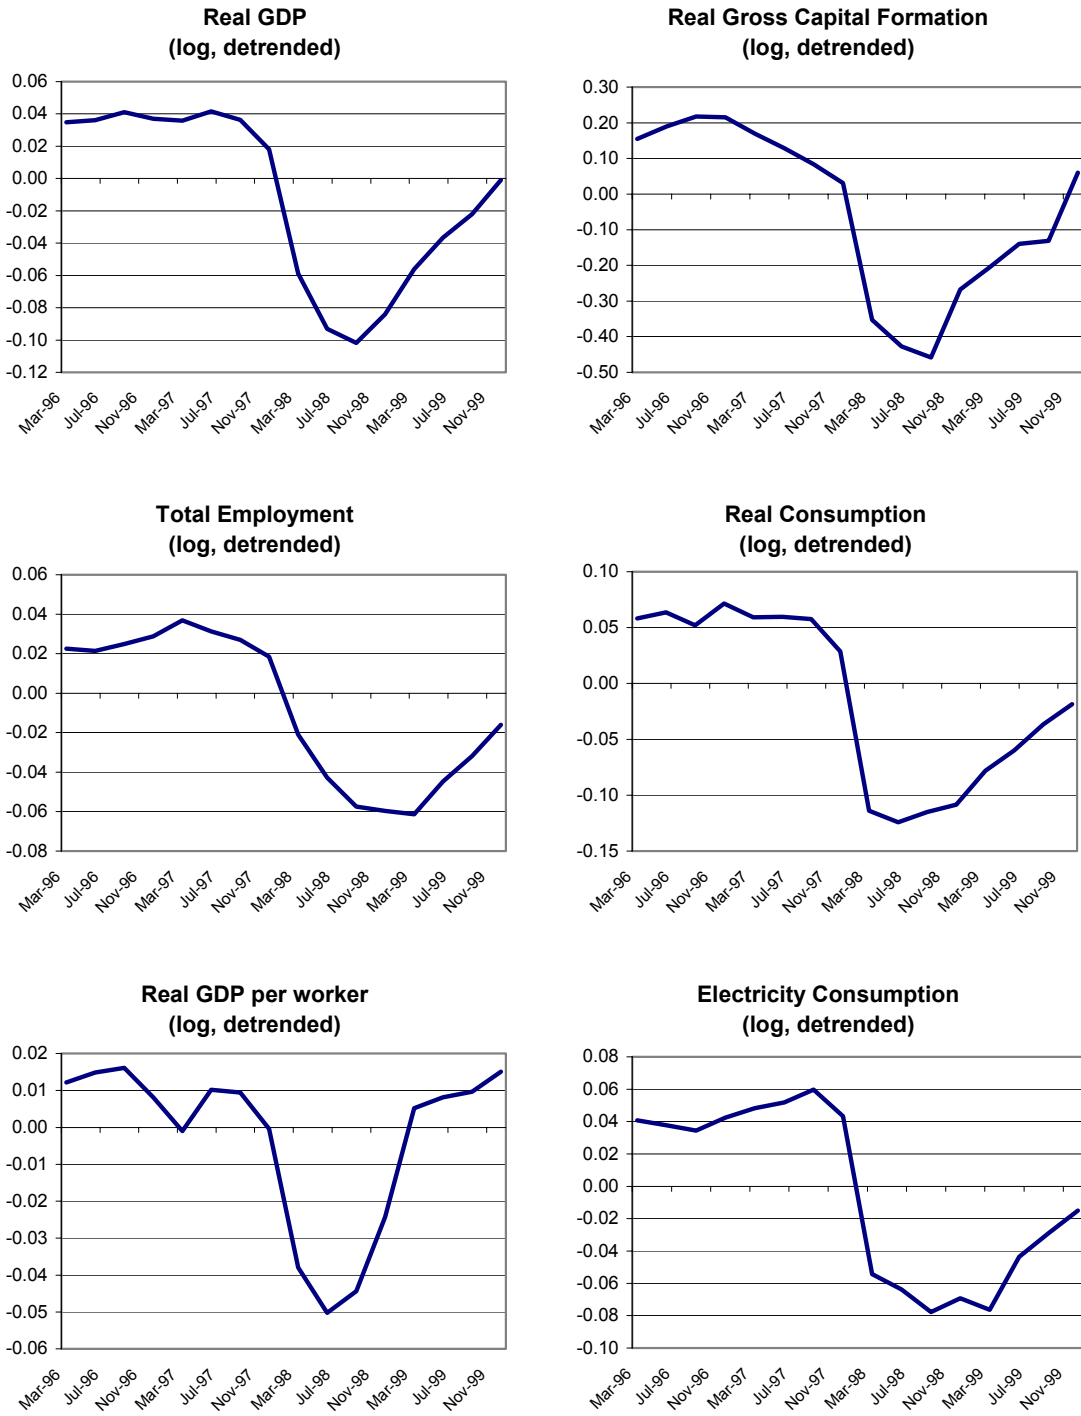 Real GDP
(log, detrended)
0.06
0.04
0.02
0.00
-0.02
-0.04
-0.06
-0.08
-0.10
-0.12
Mar-96
Jul-96
Nov-96
Mar-97
Jul-97
Nov-97
Mar-98
Jul-98
Nov-98
Mar-99
Jul-99
Nov-99
Real Gross Capital Formation
(log, detrended)
0.30
0.20
0.10
0.00
-0.10
-0.20
-0.30
-0.40
-0.50
Mar-96
Jul-96
Nov-96
Mar-97
Jul-97
Nov-97
Mar-98
Jul-98
Nov-98
Mar-99
Jul-99
Nov-99
Total Employment
(log, detrended)
0.06
0.04
0.02
0.00
-0.02
-0.04
-0.06
-0.08
Mar-96
Jul-96
Nov-96
Mar-97
Jul-97
Nov-97
Mar-98
Jul-98
Nov-98
Mar-99
Jul-99
Nov-99
Real Consumption
(log, detrended)
0.10
0.05
0.00
-0.05
-0.10
-0.15
Mar-96
Jul-96
Nov-96
Mar-97
Jul-97
Nov-97
Mar-98
Jul-98
Nov-98
Mar-99
Jul-99
Nov-99
Real GDP per worker
(log, detrended)
0.02
0.01
0.00
-0.01
-0.02
-0.03
-0.04
-0.05
-0.06
Mar-96
Jul-96
Nov-96
Mar-97
Jul-97
Nov-97
Mar-98
Jul-98
Nov-98
Mar-99
Jul-99
Nov-99
Electricity Consumption
(log, detrended)
0.08
0.06
0.04
0.02
0.00
-0.02
-0.04
-0.06
-0.08
-0.10
Mar-96
Jul-96
Nov-96
Mar-97
Jul-97
Nov-97
Mar-98
Jul-98
Nov-98
Mar-99
Jul-99
Nov-99